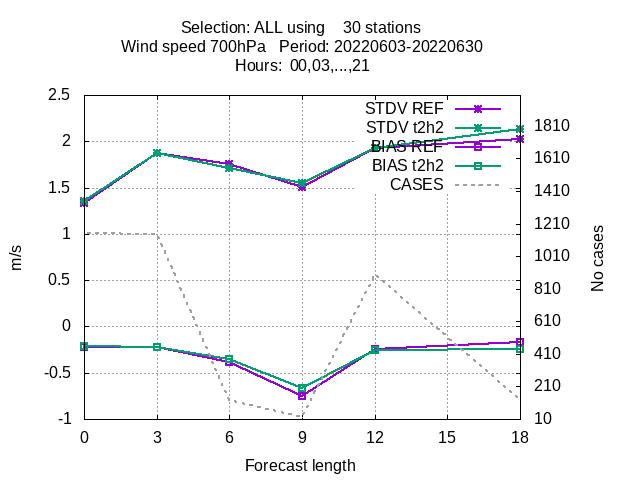 Selection: ALL using    30 stations
Wind speed 700hPa   Period: 20220603-20220630
Hours: 00,03,...,21
STDV REF
STDV t2h2
BIAS REF
BIAS t2h2
CASES
2.5
2
1.5
1
0.5
0
-0.5
-1
m/s
1810
1610
1410
1210
1010
810
610
410
210
10
No cases
0 3 6 9 12 15 18
Forecast length